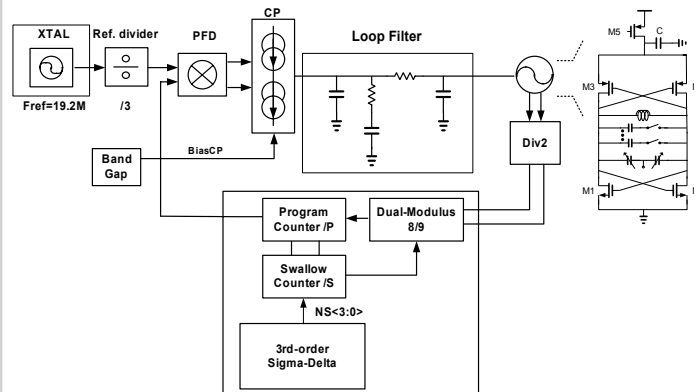 CP
XTAL
Ref. divider
PFD
Loop Filter
M5
C
M3
Fref=19.2M
/3
Div2
BiasCP
Band
Gap
M1
Program
Counter /P
Dual-Modulus
8/9
Swallow
Counter /S
NS<3:0>
3rd-order
Sigma-Delta